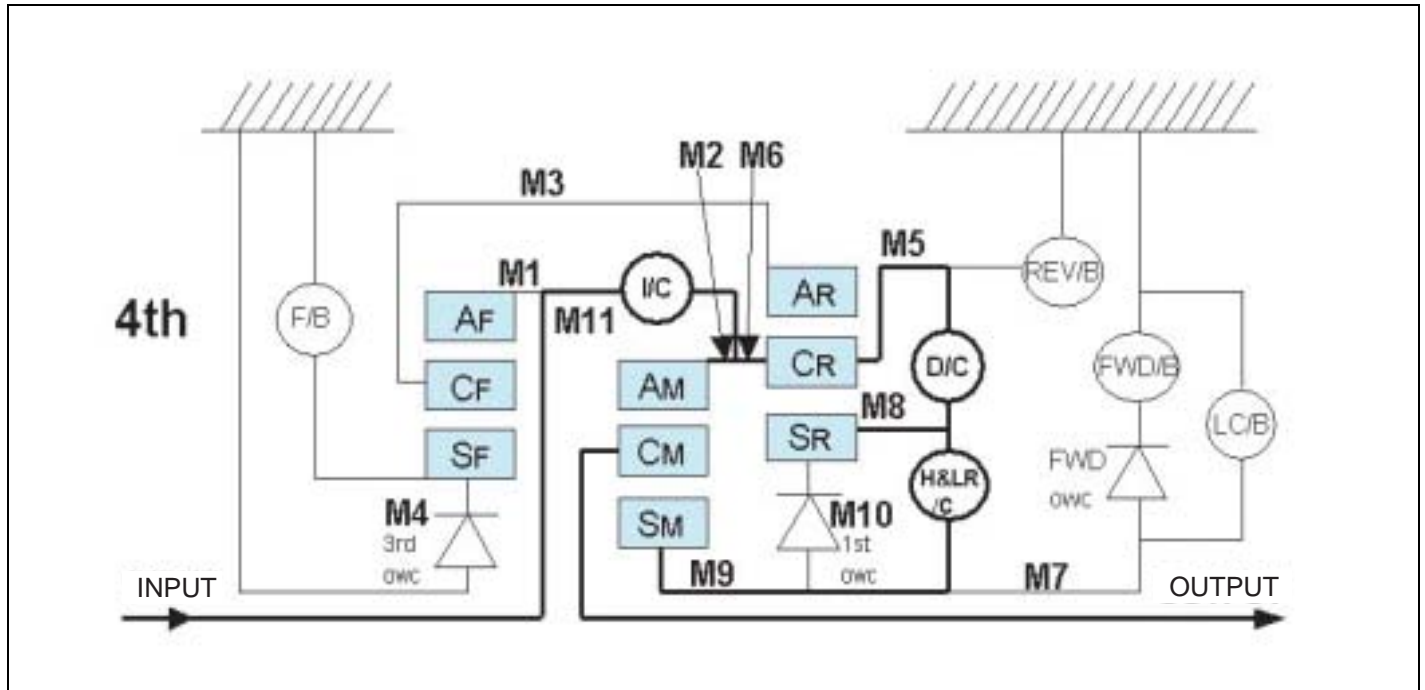 M2 M6
M3
M5
M1
I/C
AR
REV/B
4th
F/B
AF
M11
CR
D/C
FWD/B
CF
AM
M8
LC/B
SF
CM
SR
H&LR
/C
FWD
OWC
M4
3rd
OWC
SM
M10
1st
OWC
INPUT
M9
M7
OUTPUT